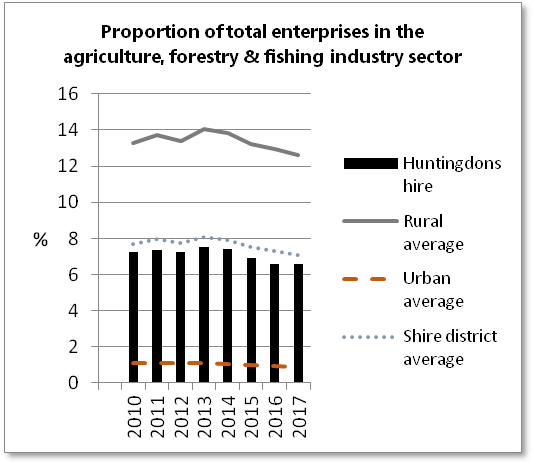 Proportion of total enterprises in the
agriculture, forestry & fishing industry sector
16
14
12
10
8
6
4
2
0
%
2010
2011
2012
2013
2014
2015
2016
2017
Huntingdons
hire
Rural
average
Urban
average
Shire district
average